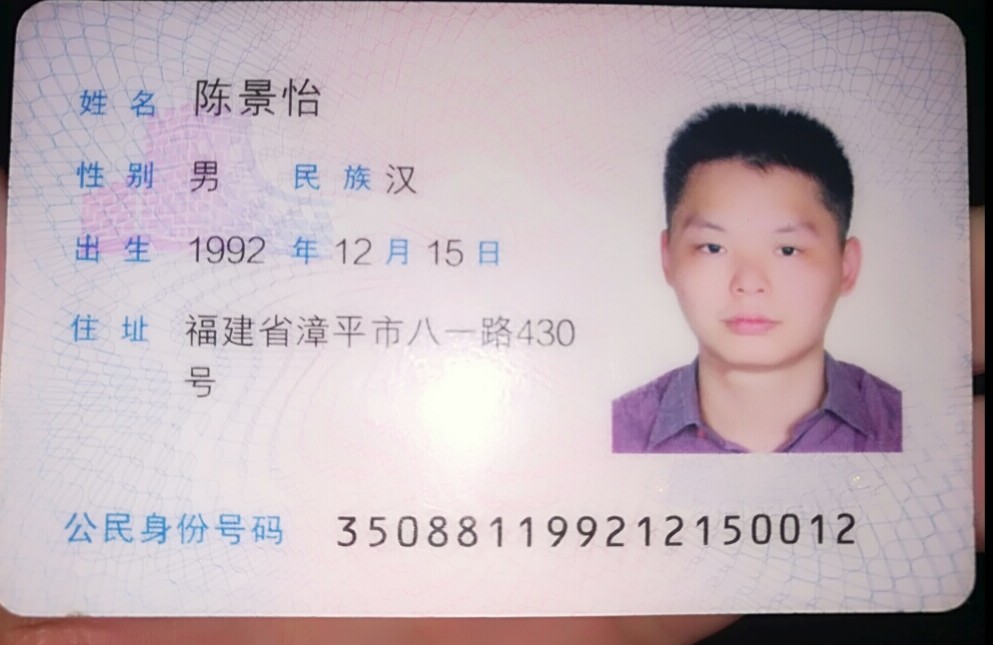 姓名 陈景怡
性别 男 民族 汉
出生 1992 年 12 月 15 日
住址 福建省漳平市八一路430
号
公民身份号码 350881199212150012